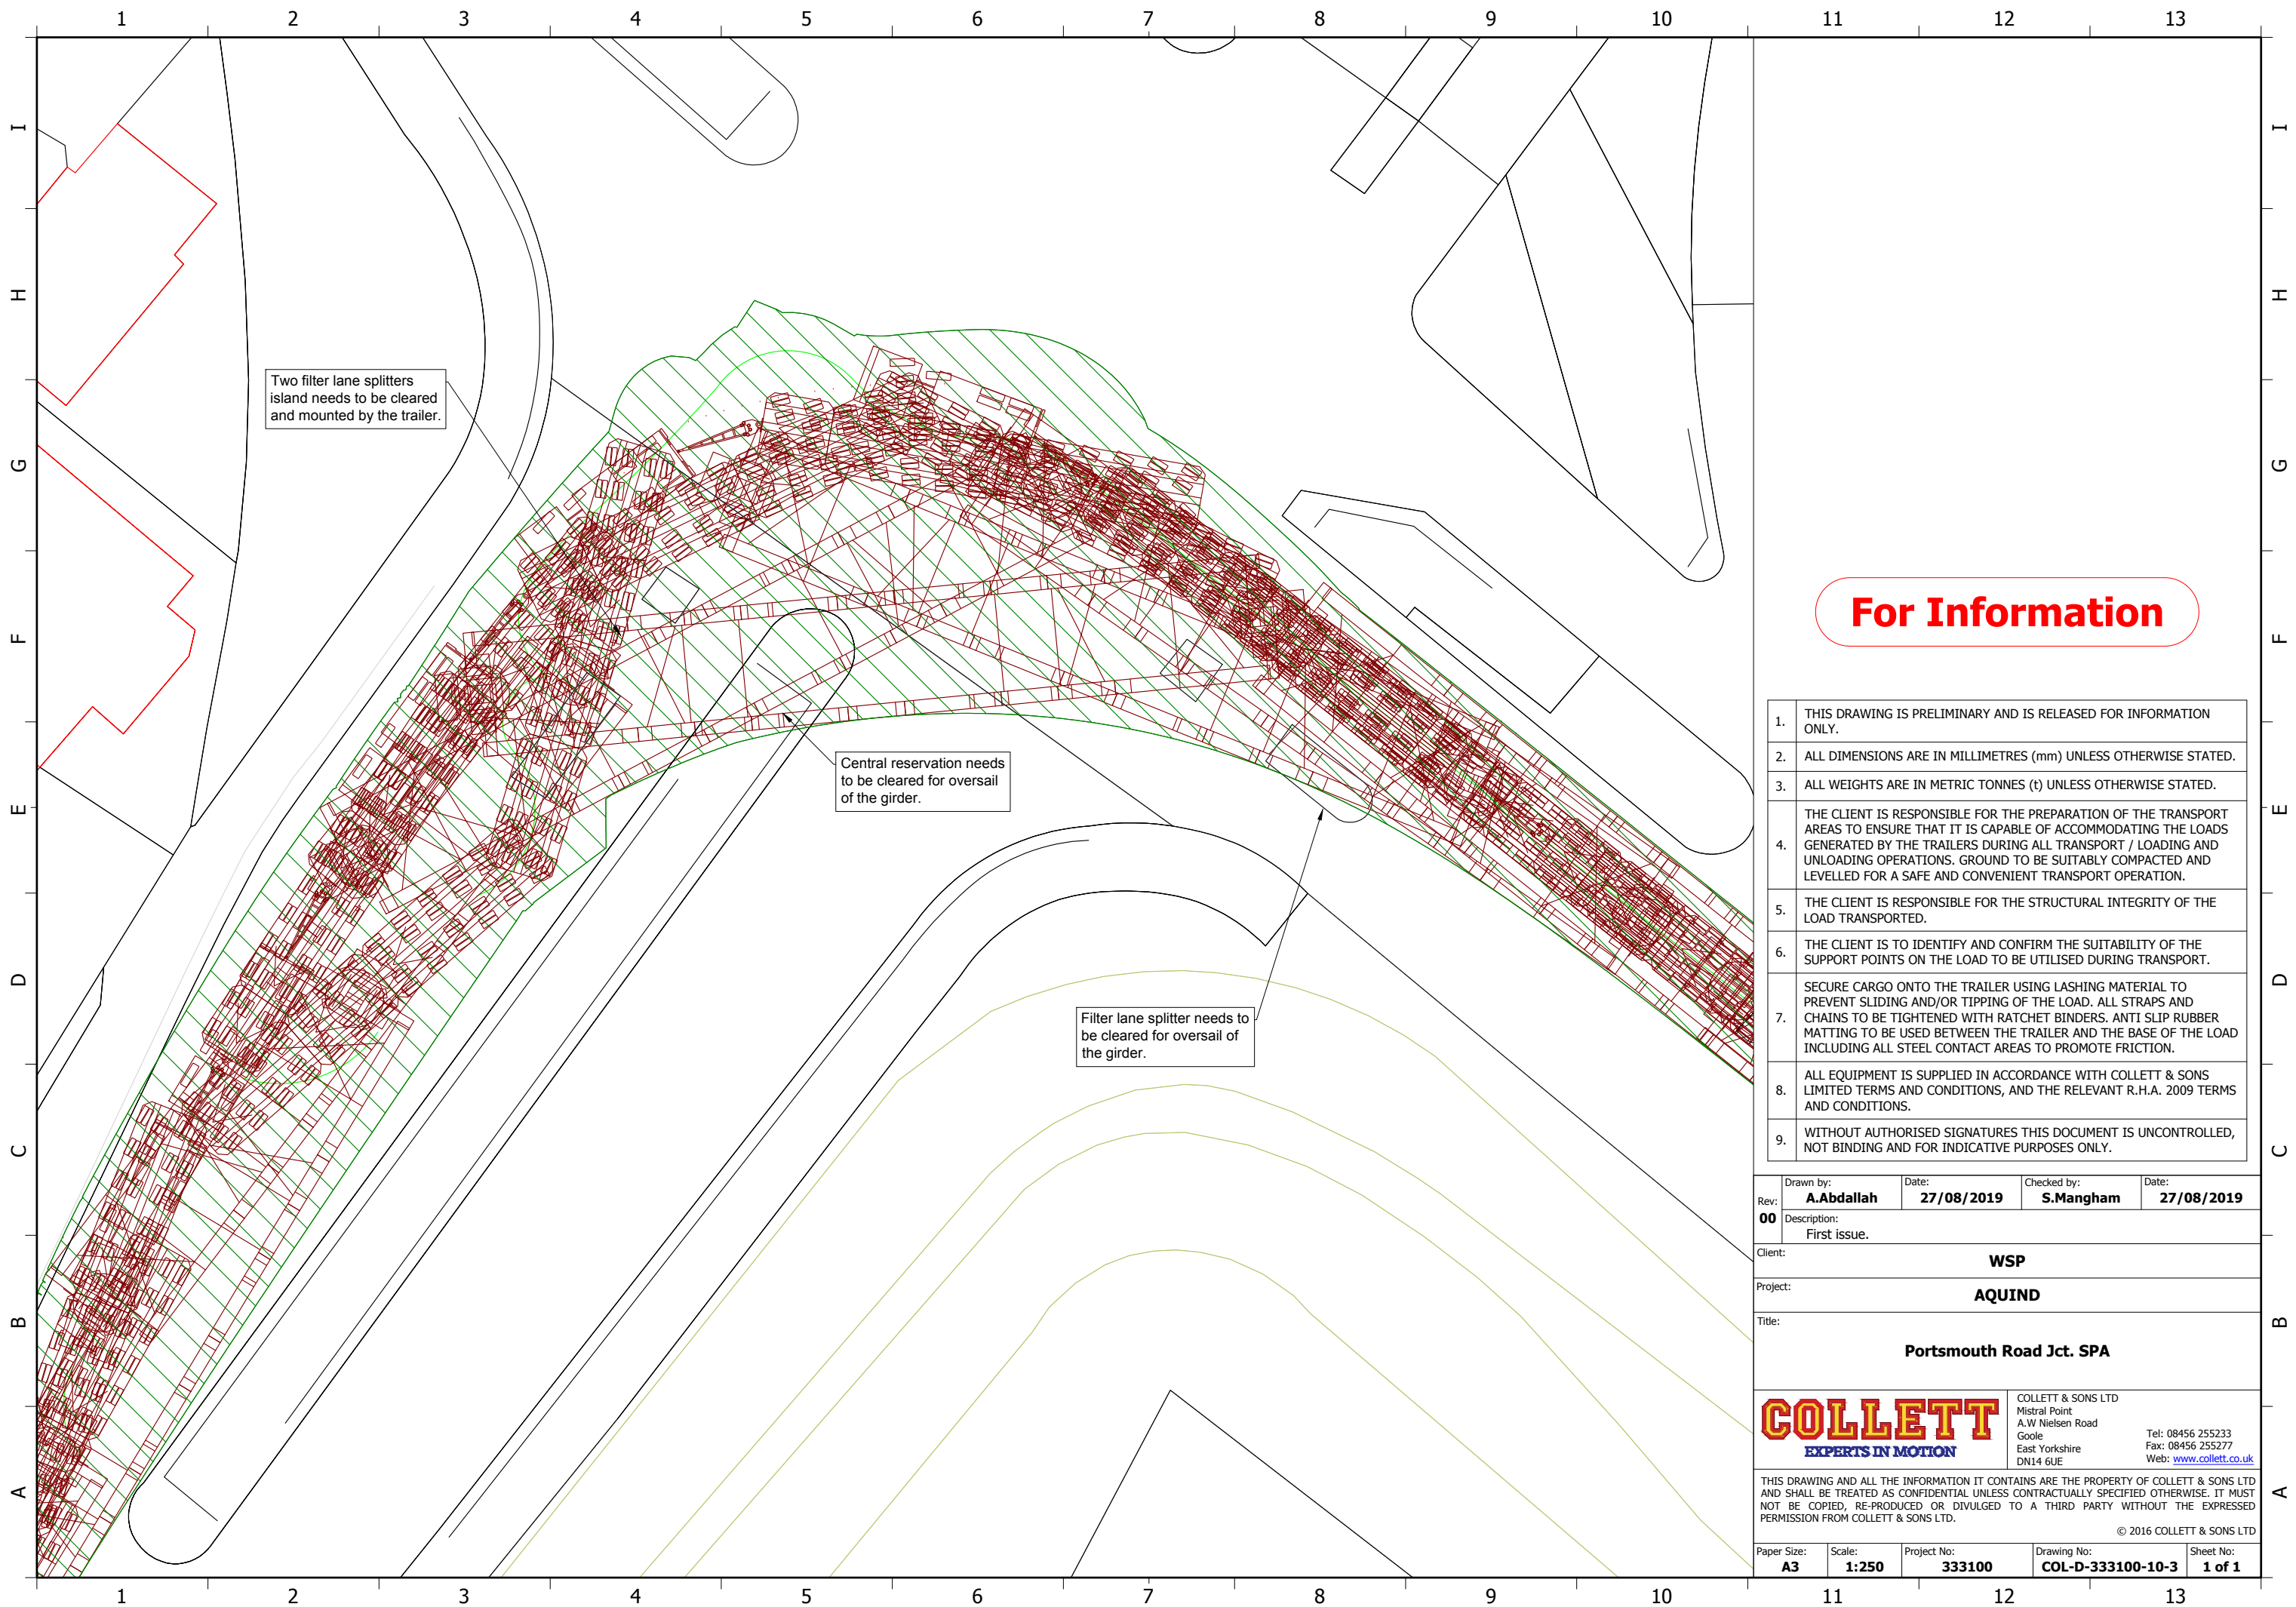 1 2 3 4 5 6 7 8 9 10 11 12 13
I
H
G
F
E
D
C
B
A
I
H
G
F
E
D
C
B
A
Two filter lane splitters
island needs to be cleared
and mounted by the trailer.
Central reservation needs
to be cleared for oversail
of the girder.
Filter lane splitter needs to
be cleared for oversail of
the girder.
For Information
1. THIS DRAWING IS PRELIMINARY AND IS RELEASED FOR INFORMATION
ONLY.
2. ALL DIMENSIONS ARE IN MILLIMETRES (mm) UNLESS OTHERWISE STATED.
3. ALL WEIGHTS ARE IN METRIC TONNES (t) UNLESS OTHERWISE STATED.
4. THE CLIENT IS RESPONSIBLE FOR THE PREPARATION OF THE TRANSPORT
AREAS TO ENSURE THAT IT IS CAPABLE OF ACCOMMODATING THE LOADS
GENERATED BY THE TRAILERS DURING ALL TRANSPORT / LOADING AND
UNLOADING OPERATIONS. GROUND TO BE SUITABLY COMPACTED AND
LEVELLED FOR A SAFE AND CONVENIENT TRANSPORT OPERATION.
5. THE CLIENT IS RESPONSIBLE FOR THE STRUCTURAL INTEGRITY OF THE
LOAD TRANSPORTED.
6. THE CLIENT IS TO IDENTIFY AND CONFIRM THE SUITABILITY OF THE
SUPPORT POINTS ON THE LOAD TO BE UTILISED DURING TRANSPORT.
7. SECURE CARGO ONTO THE TRAILER USING LASHING MATERIAL TO
PREVENT SLIDING AND/OR TIPPING OF THE LOAD. ALL STRAPS AND
CHAINS TO BE TIGHTENED WITH RATCHET BINDERS. ANTI SLIP RUBBER
MATTING TO BE USED BETWEEN THE TRAILER AND THE BASE OF THE LOAD
INCLUDING ALL STEEL CONTACT AREAS TO PROMOTE FRICTION.
8. ALL EQUIPMENT IS SUPPLIED IN ACCORDANCE WITH COLLETT & SONS
LIMITED TERMS AND CONDITIONS, AND THE RELEVANT R.H.A. 2009 TERMS
AND CONDITIONS.
9. WITHOUT AUTHORISED SIGNATURES THIS DOCUMENT IS UNCONTROLLED,
NOT BINDING AND FOR INDICATIVE PURPOSES ONLY.
Rev: Drawn by: Date: Checked by: Date:
00 A.Abdallah 27/08/2019 S.Mangham 27/08/2019
Description:
First issue.
Client:
WSP
Project:
AQUIND
Title:
Portsmouth Road Jct. SPA
COLLETT
EXPERTS IN MOTION
COLLETT & SONS LTD
Mistral Point
A.W Nielsen Road
Goole
East Yorkshire
DN14 6UE
Tel: 08456 255233
Fax: 08456 255277
Web: www.collett.co.uk
THIS DRAWING AND ALL THE INFORMATION IT CONTAINS ARE THE PROPERTY OF COLLETT & SONS LTD
AND SHALL BE TREATED AS CONFIDENTIAL UNLESS CONTRACTUALLY SPECIFIED OTHERWISE. IT MUST
NOT BE COPIED, RE-PRODUCED OR DIVULGED TO A THIRD PARTY WITHOUT THE EXPRESSED
PERMISSION FROM COLLETT & SONS LTD.
© 2016 COLLETT & SONS LTD
Paper Size: Scale: Project No: Drawing No: Sheet No:
A3 1:250 333100 COL-D-333100-10-3 1 of 1
1 2 3 4 5 6 7 8 9 10 11 12 13